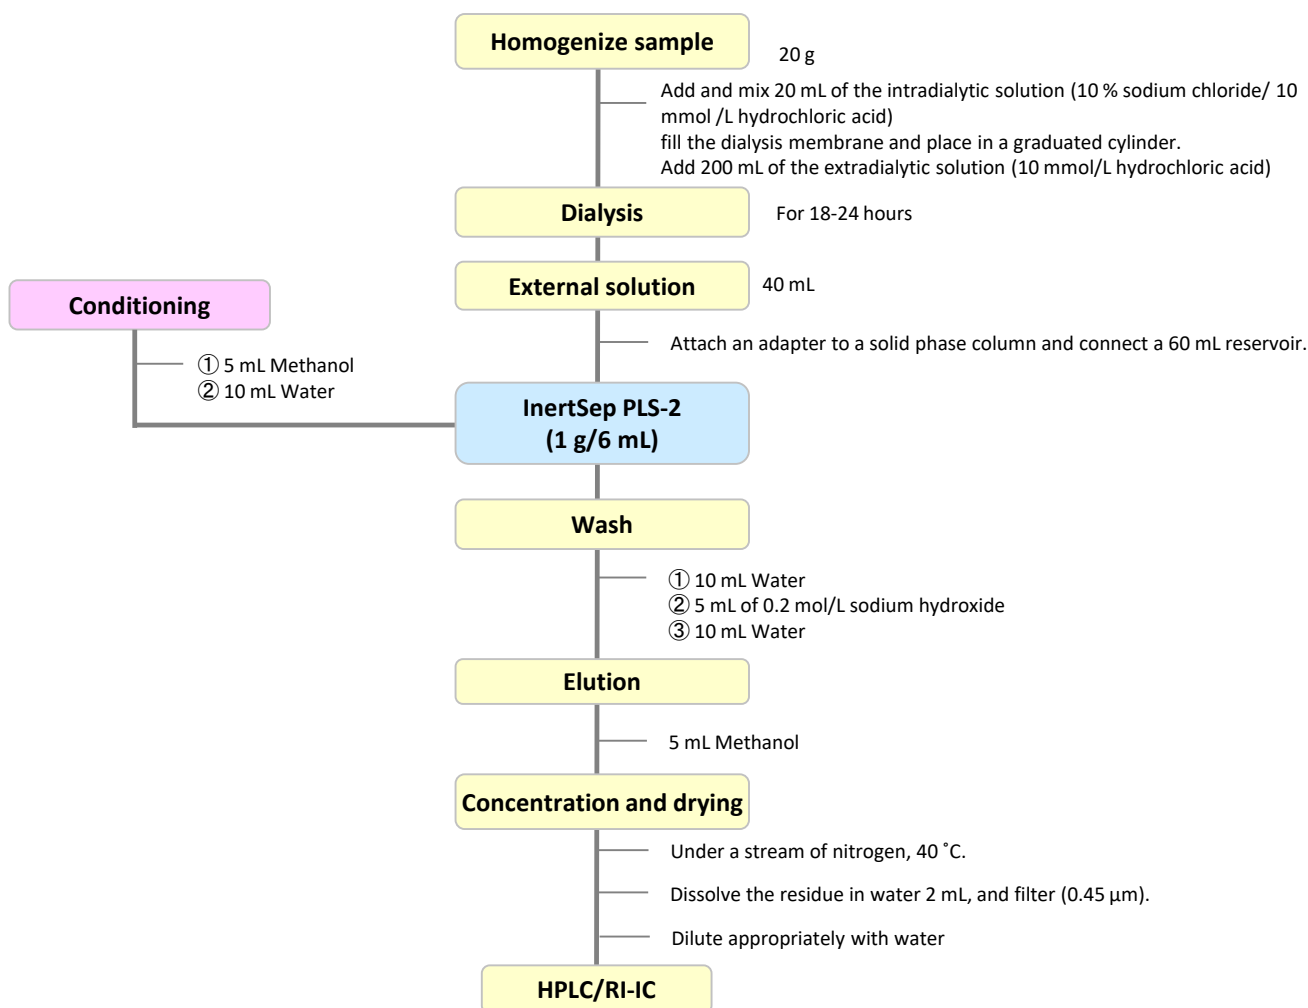 Homogenize sample
20 g
Add and mix 20 mL of the intradialytic solution (10 % sodium chloride/ 10
mmol /L hydrochloric acid)
fill the dialysis membrane and place in a graduated cylinder.
Add 200 mL of the extradialytic solution (10 mmol/L hydrochloric acid)
Dialysis
For 18-24 hours
External solution
40 mL
Conditioning
① 5 mL Methanol
② 10 mL Water
Attach an adapter to a solid phase column and connect a 60 mL reservoir.
InertSep PLS-2
(1 g/6 mL)
Wash
① 10 mL Water
② 5 mL of 0.2 mol/L sodium hydroxide
③ 10 mL Water
Elution
5 mL Methanol
Concentration and drying
Under a stream of nitrogen, 40 ˚C.
Dissolve the residue in water 2 mL, and filter (0.45 µm).
Dilute appropriately with water
HPLC/RI-IC